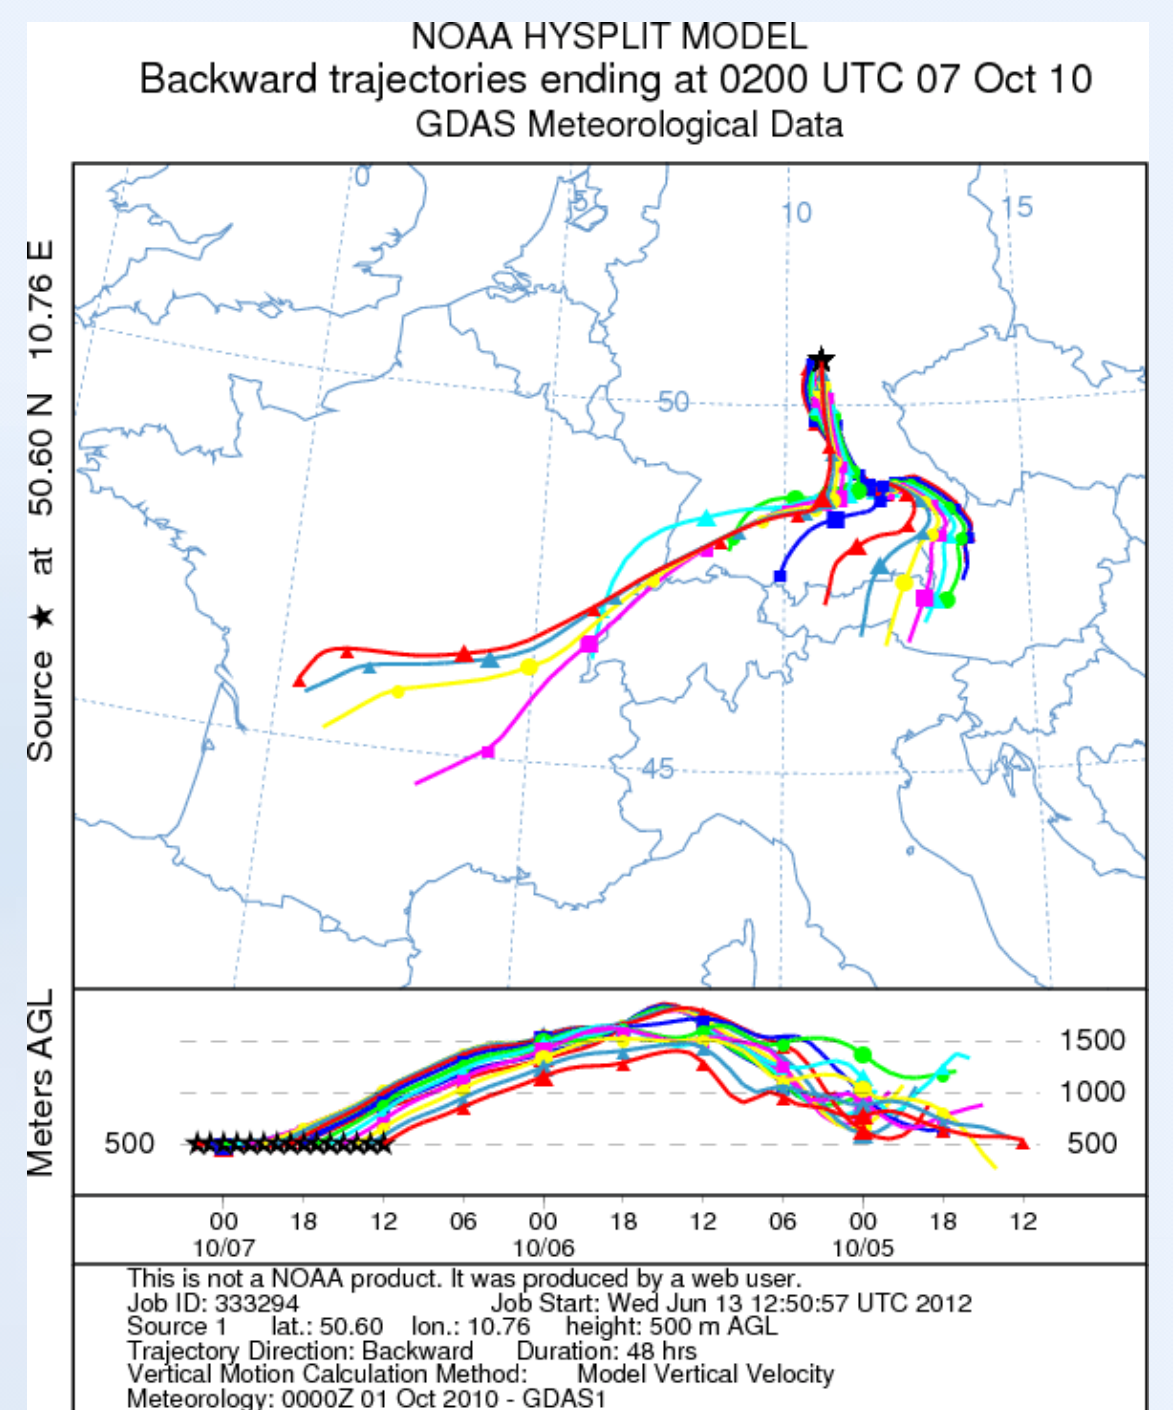 NOAA HYSPLIT MODEL
Backward trajectories ending at 0200 UTC 07 Oct 10
GDAS Meteorological Data
Source ★ at 50.60 N 10.76 E
0
5
10
15
50
45
Meters AGL
1500
1000
500
500
00 18 12 06 00 18 12 06 00 18 12
10/07 10/06 10/05
This is not a NOAA product. It was produced by a web user.
Job ID: 333294 Job Start: Wed Jun 13 12:50:57 UTC 2012
Source 1 lat.: 50.60 lon.: 10.76 height: 500 m AGL
Trajectory Direction: Backward Duration: 48 hrs
Vertical Motion Calculation Method: Model Vertical Velocity
Meteorology: 0000Z 01 Oct 2010 - GDAS1